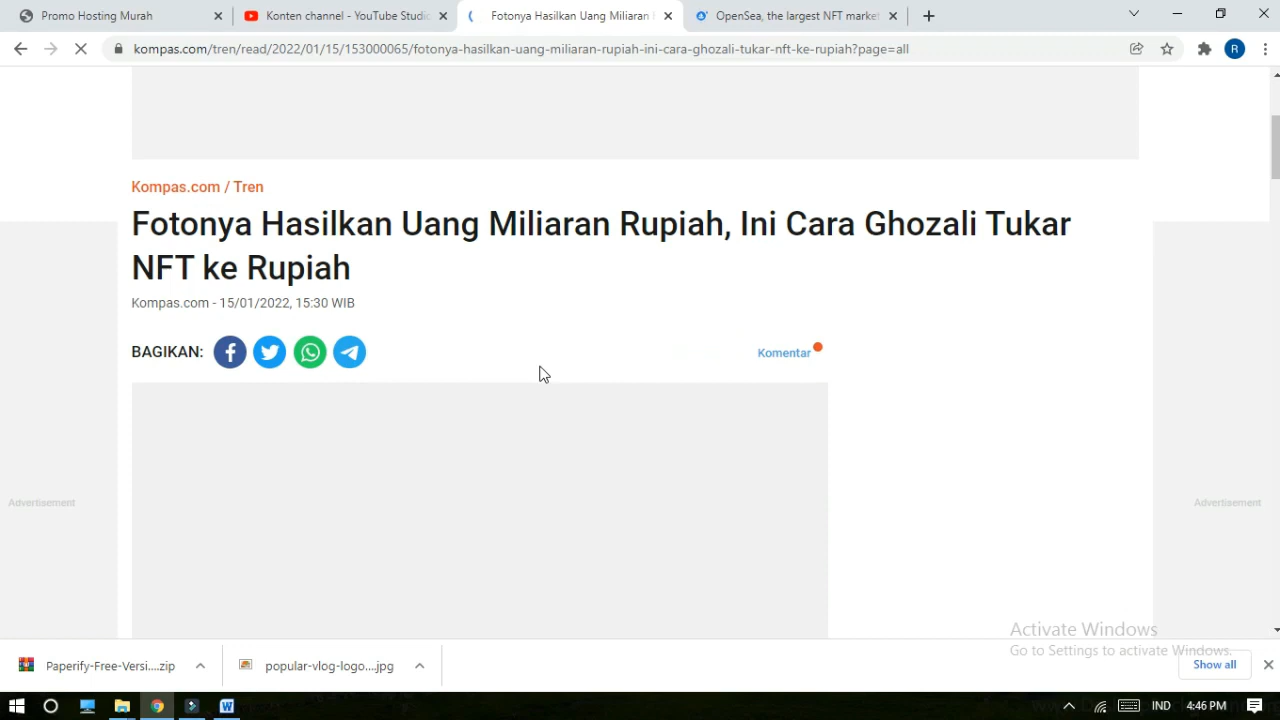 Promo Hosting Murah
Konten channel - YouTube Studio
Fotonya Hasilkan Uang Miliaran
OpenSea, the largest NFT market
kompas.com/tren/read/2022/01/15/153000065/fotonya-hasilkan-uang-miliaran-rupiah-ini-cara-ghozali-tukar-nft-ke-rupiah?page=all
R
Kompas.com / Tren
Fotonya Hasilkan Uang Miliaran Rupiah, Ini Cara Ghozali Tukar
NFT ke Rupiah
Kompas.com - 15/01/2022, 15:30 WIB
BAGIKAN:
Komentar
Advertisement
Advertisement
Activate Windows
Go to Settings to activate Windows.
Paperify-Free-Versi....zip
popular-vlog-logo....jpg
Show all
IND
4:46 PM